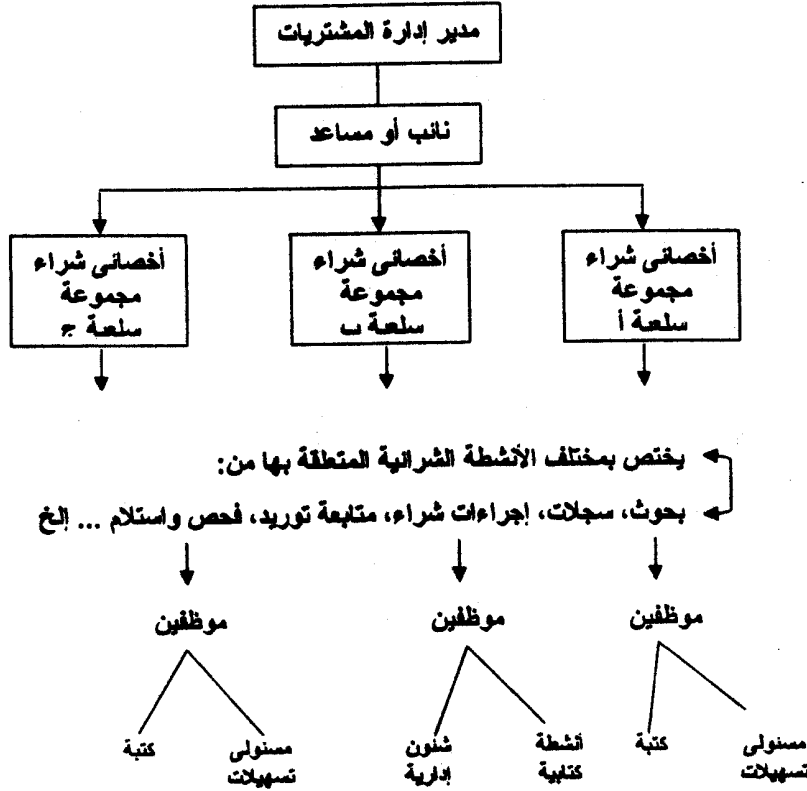 مدير إدارة المشتريات
نائب أو مساعد
أخصائى شراء
مجموعة
سلعة أ
أخصائى شراء
مجموعة
سلعة ب
أخصائى شراء
مجموعة
سلعة ج
يختص بمختلف الأنشطة الشرائية المتعلقة بها من:
بحوث، سجلات، إجراءات شراء، متابعة توريد، فحص واستلام ... إلخ
موظفين
موظفين
موظفين
مسئولى
تسهيلات
كتبة
أنشطة
كتابية
شئون
إدارية
مسئولى
تسهيلات
كتبة